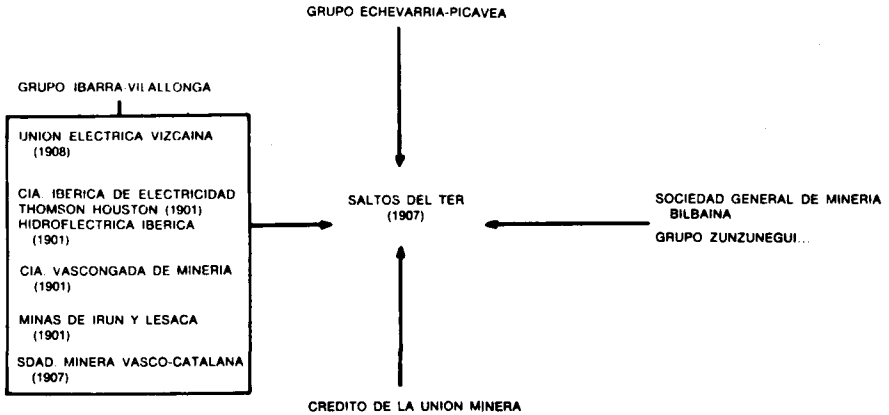 GRUPO ECHEVARRIA-PICAVEA
GRUPO IBARRA-VILALLONGA
UNION ELECTRICA VIZCAINA
(1908)
CIA. IBERICA DE ELECTRICIDAD
THOMSON HOUSTON (1901)
HIDROFLECTRICA IBERICA
(1901)
CIA. VASCONGADA DE MINERIA
(1901)
MINAS DE IRUN Y LESACA
(1901)
SDAD. MINERA VASCO-CATALANA
(1907)
SALTOS DEL TER
(1907)
SOCIEDAD GENERAL DE MINERIA
BILBAINA
GRUPO ZUNZUNEGUI...
CREDITO DE LA UNION MINERA